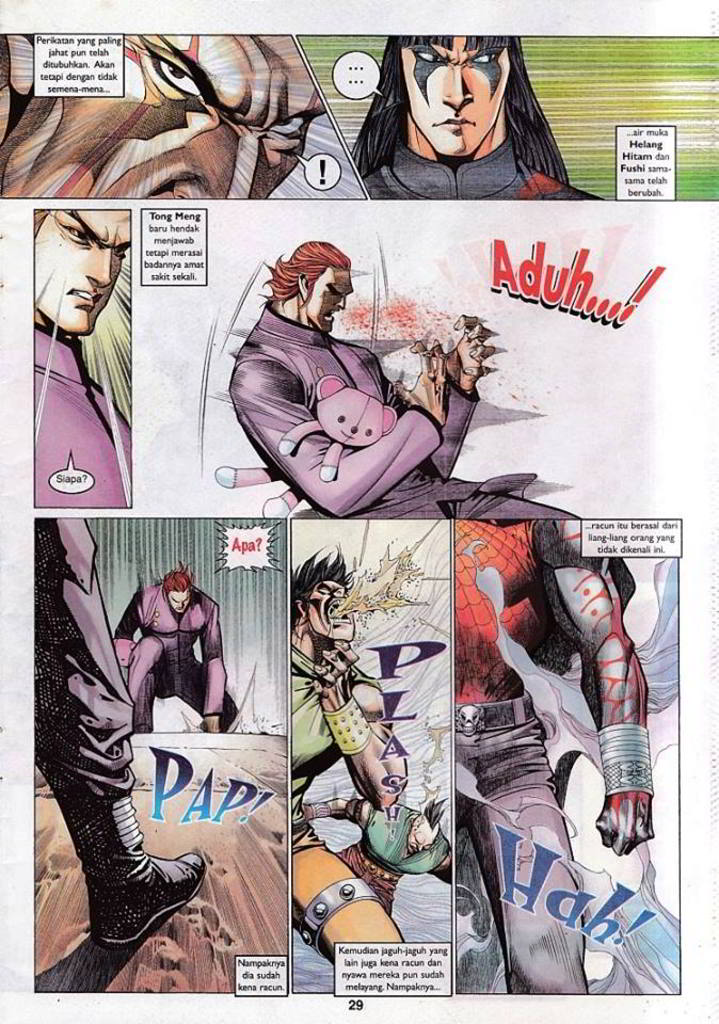 Perikatan yang paling
jahat pun telah
ditubuhkan. Akan
tetapi dengan tidak
semena-mena...
!
...
...
...air muka
Helang
Hitam dan
Fushi sama-
sama telah
berubah.
Siapa?
Tong Meng
baru hendak
menjawab
tetapi merasai
badannya amat
sakit sekali.
Aduh....!
Apa?
PAP!
Nampaknya
dia sudah
kena racun.
PLASH!
Kemudian jaguh-jaguh yang
lain juga kena racun dan
nyawa mereka pun sudah
melayang. Nampaknya...
...racun itu berasal dari
liang-liang orang yang
tidak dikenali ini.
Hah!
29